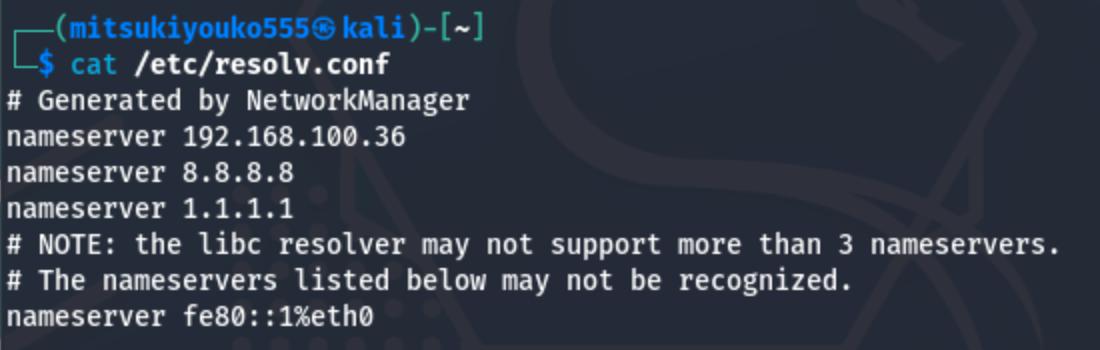 ┌──(mitsukiyouko555㉿kali)-[~]
└─$ cat /etc/resolv.conf
# Generated by NetworkManager
nameserver 192.168.100.36
nameserver 8.8.8.8
nameserver 1.1.1.1
# NOTE: the libc resolver may not support more than 3 nameservers.
# The nameservers listed below may not be recognized.
nameserver fe80::1%eth0